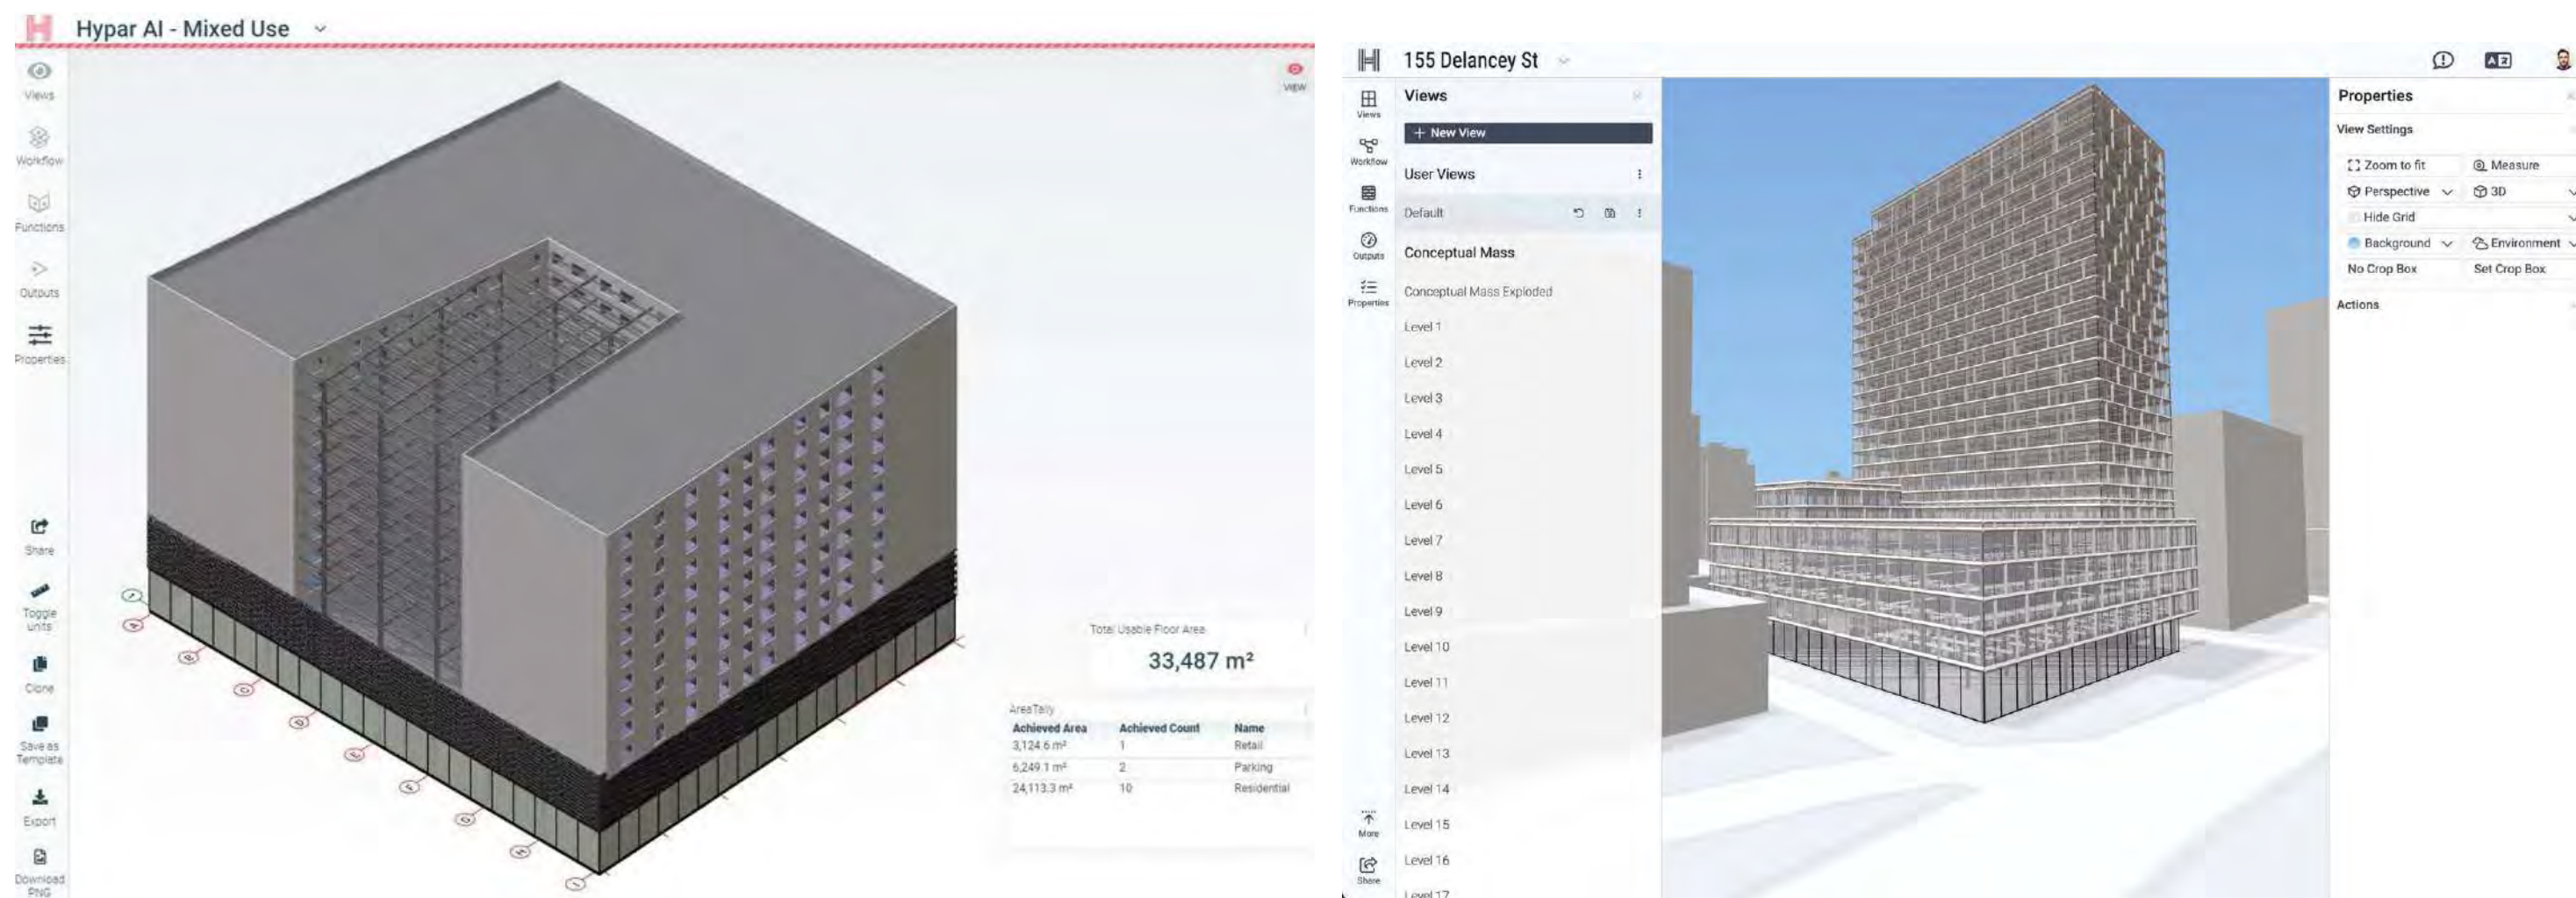 Hypar AI - Mixed Use
Views
Workflow
Functions
Outputs
Properties
Share
Toggle
units
Clone
Save as
Template
Export
Download
PNG
VIEW
Total Usable Floor Area
33,487 m²
AreaTally
Achieved Area Achieved Count Name
3,124.6 m² 1 Retail
6,249.1 m² 2 Parking
24,113.3 m² 10 Residential
155 Delancey St
Views
Workflow
Functions
Outputs
Properties
More
Share
Views
+ New View
User Views
Default
Conceptual Mass
Conceptual Mass Exploded
Level 1
Level 2
Level 3
Level 4
Level 5
Level 6
Level 7
Level 8
Level 9
Level 10
Level 11
Level 12
Level 13
Level 14
Level 15
Level 16
Level 17
Properties
View Settings
Zoom to fit Measure
Perspective 3D
Hide Grid
Background Environment
No Crop Box Set Crop Box
Actions